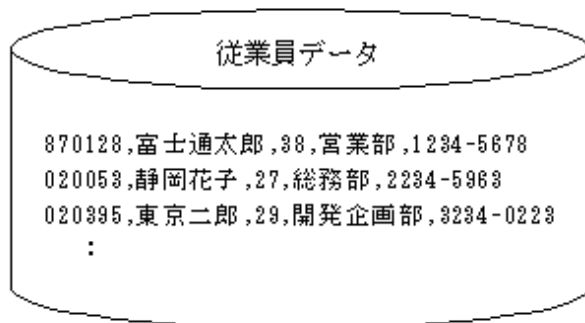 従業員データ
870128,富士通太郎,38,営業部,1234-5678
020053,静岡花子,27,総務部,2234-5963
020395,東京二郎,29,開発企画部,3234-0223
：